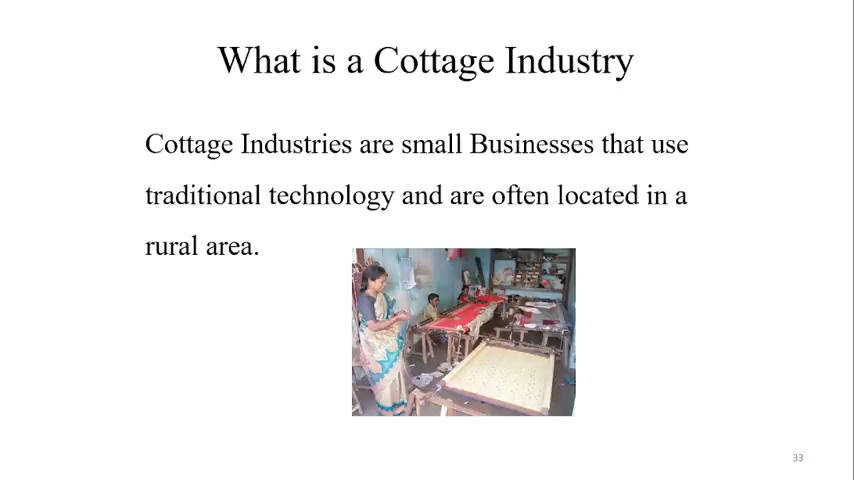 What is a Cottage Industry
Cottage Industries are small Businesses that use
traditional technology and are often located in a
rural area.
33